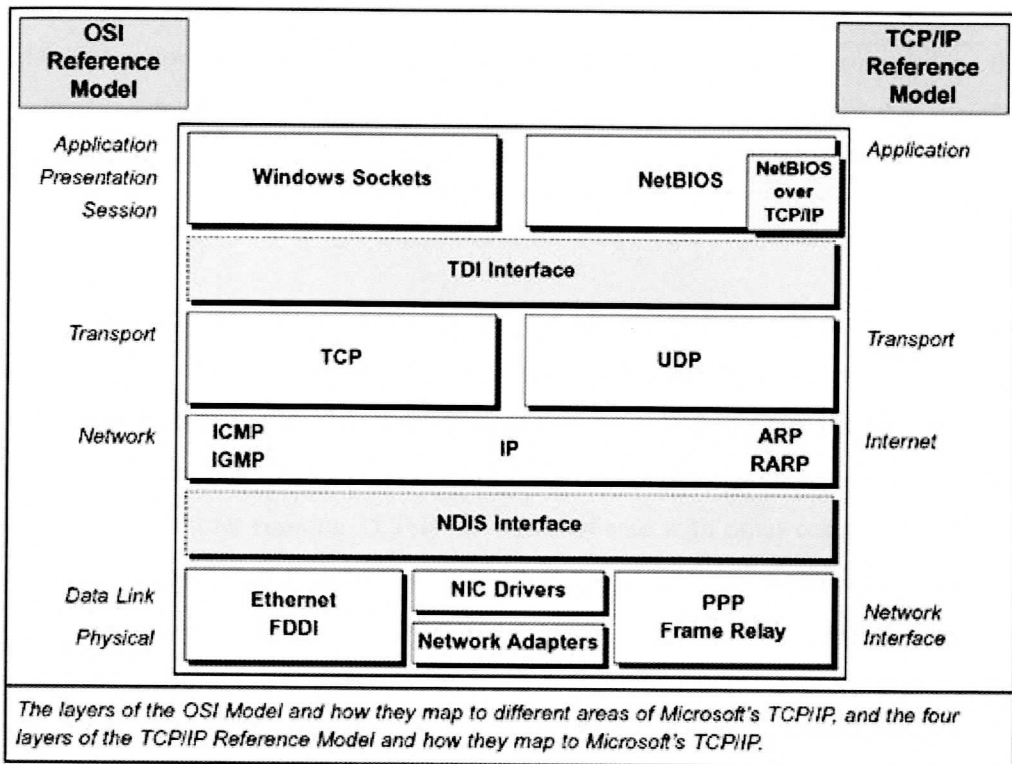 OSI
Reference
Model
TCP/IP
Reference
Model
Application
Presentation
Session
Windows Sockets
NetBIOS
NetBIOS
over
TCP/IP
Application
TDI Interface
Transport
TCP
UDP
Transport
Network
ICMP
IGMP
IP
ARP
RARP
Internet
NDIS Interface
Data Link
Physical
Ethernet
FDDI
NIC Drivers
Network Adapters
PPP
Frame Relay
Network
Interface
The layers of the OSI Model and how they map to different areas of Microsoft's TCP/IP, and the four
layers of the TCP/IP Reference Model and how they map to Microsoft's TCP/IP.